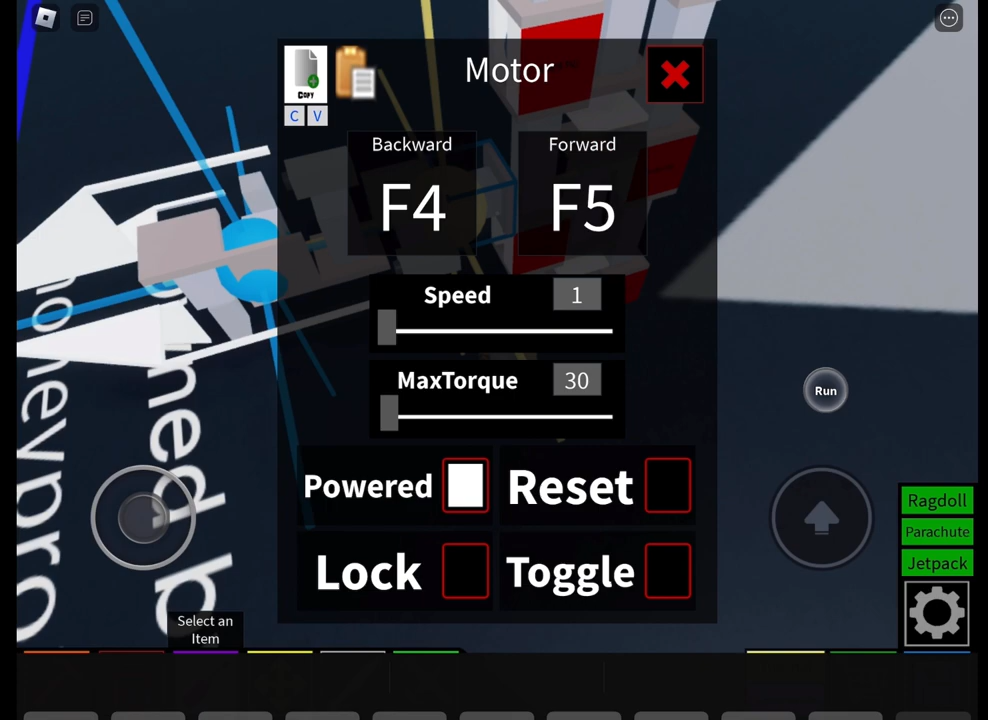 Motor
COPY
C V
Backward
Forward
F4
F5
Speed 1
MaxTorque 30
Powered
Reset
Lock
Toggle
Run
Ragdoll
Parachute
Jetpack
Select an
Item